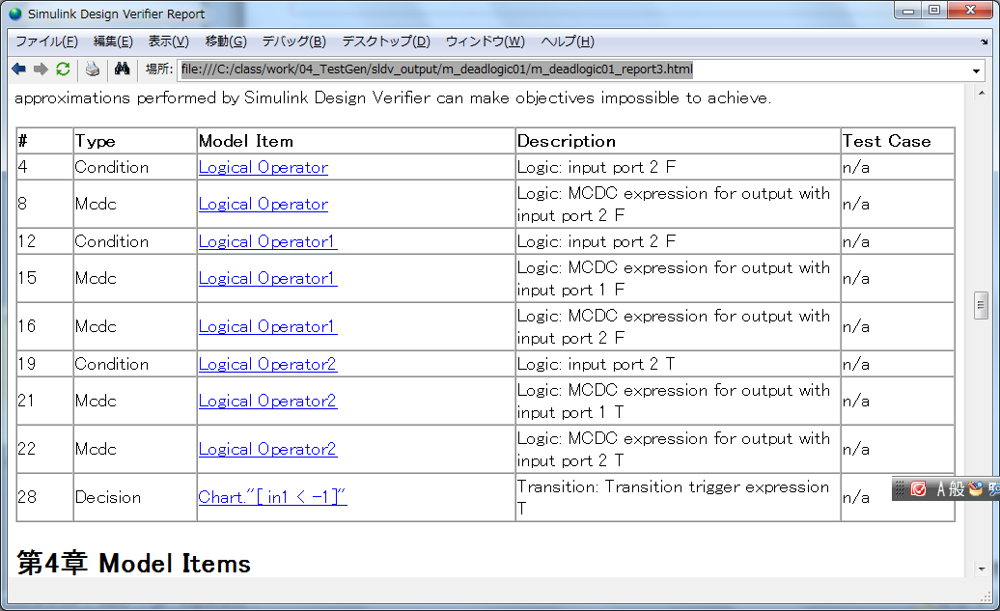 Simulink Design Verifier Report
ファイル(F) 編集(E) 表示(V) 移動(G) デバッグ(B) デスクトップ(D) ウィンドウ(W) ヘルプ(H)
場所: file:///C:/class/work/04_TestGen/sldv_output/m_deadlogic01/m_deadlogic01_report3.html
approximations performed by Simulink Design Verifier can make objectives impossible to achieve.
# Type Model Item Description Test Case
4 Condition Logical Operator Logic: input port 2 F n/a
8 Mcdc Logical Operator Logic: MCDC expression for output with
input port 2 F n/a
12 Condition Logical Operator1 Logic: input port 2 F n/a
15 Mcdc Logical Operator1 Logic: MCDC expression for output with
input port 1 F n/a
16 Mcdc Logical Operator1 Logic: MCDC expression for output with
input port 2 F n/a
19 Condition Logical Operator2 Logic: input port 2 T n/a
21 Mcdc Logical Operator2 Logic: MCDC expression for output with
input port 1 T n/a
22 Mcdc Logical Operator2 Logic: MCDC expression for output with
input port 2 T n/a
28 Decision Chart."[ in1 < -1]" Transition: Transition trigger expression
T n/a
A 般
第4章 Model Items